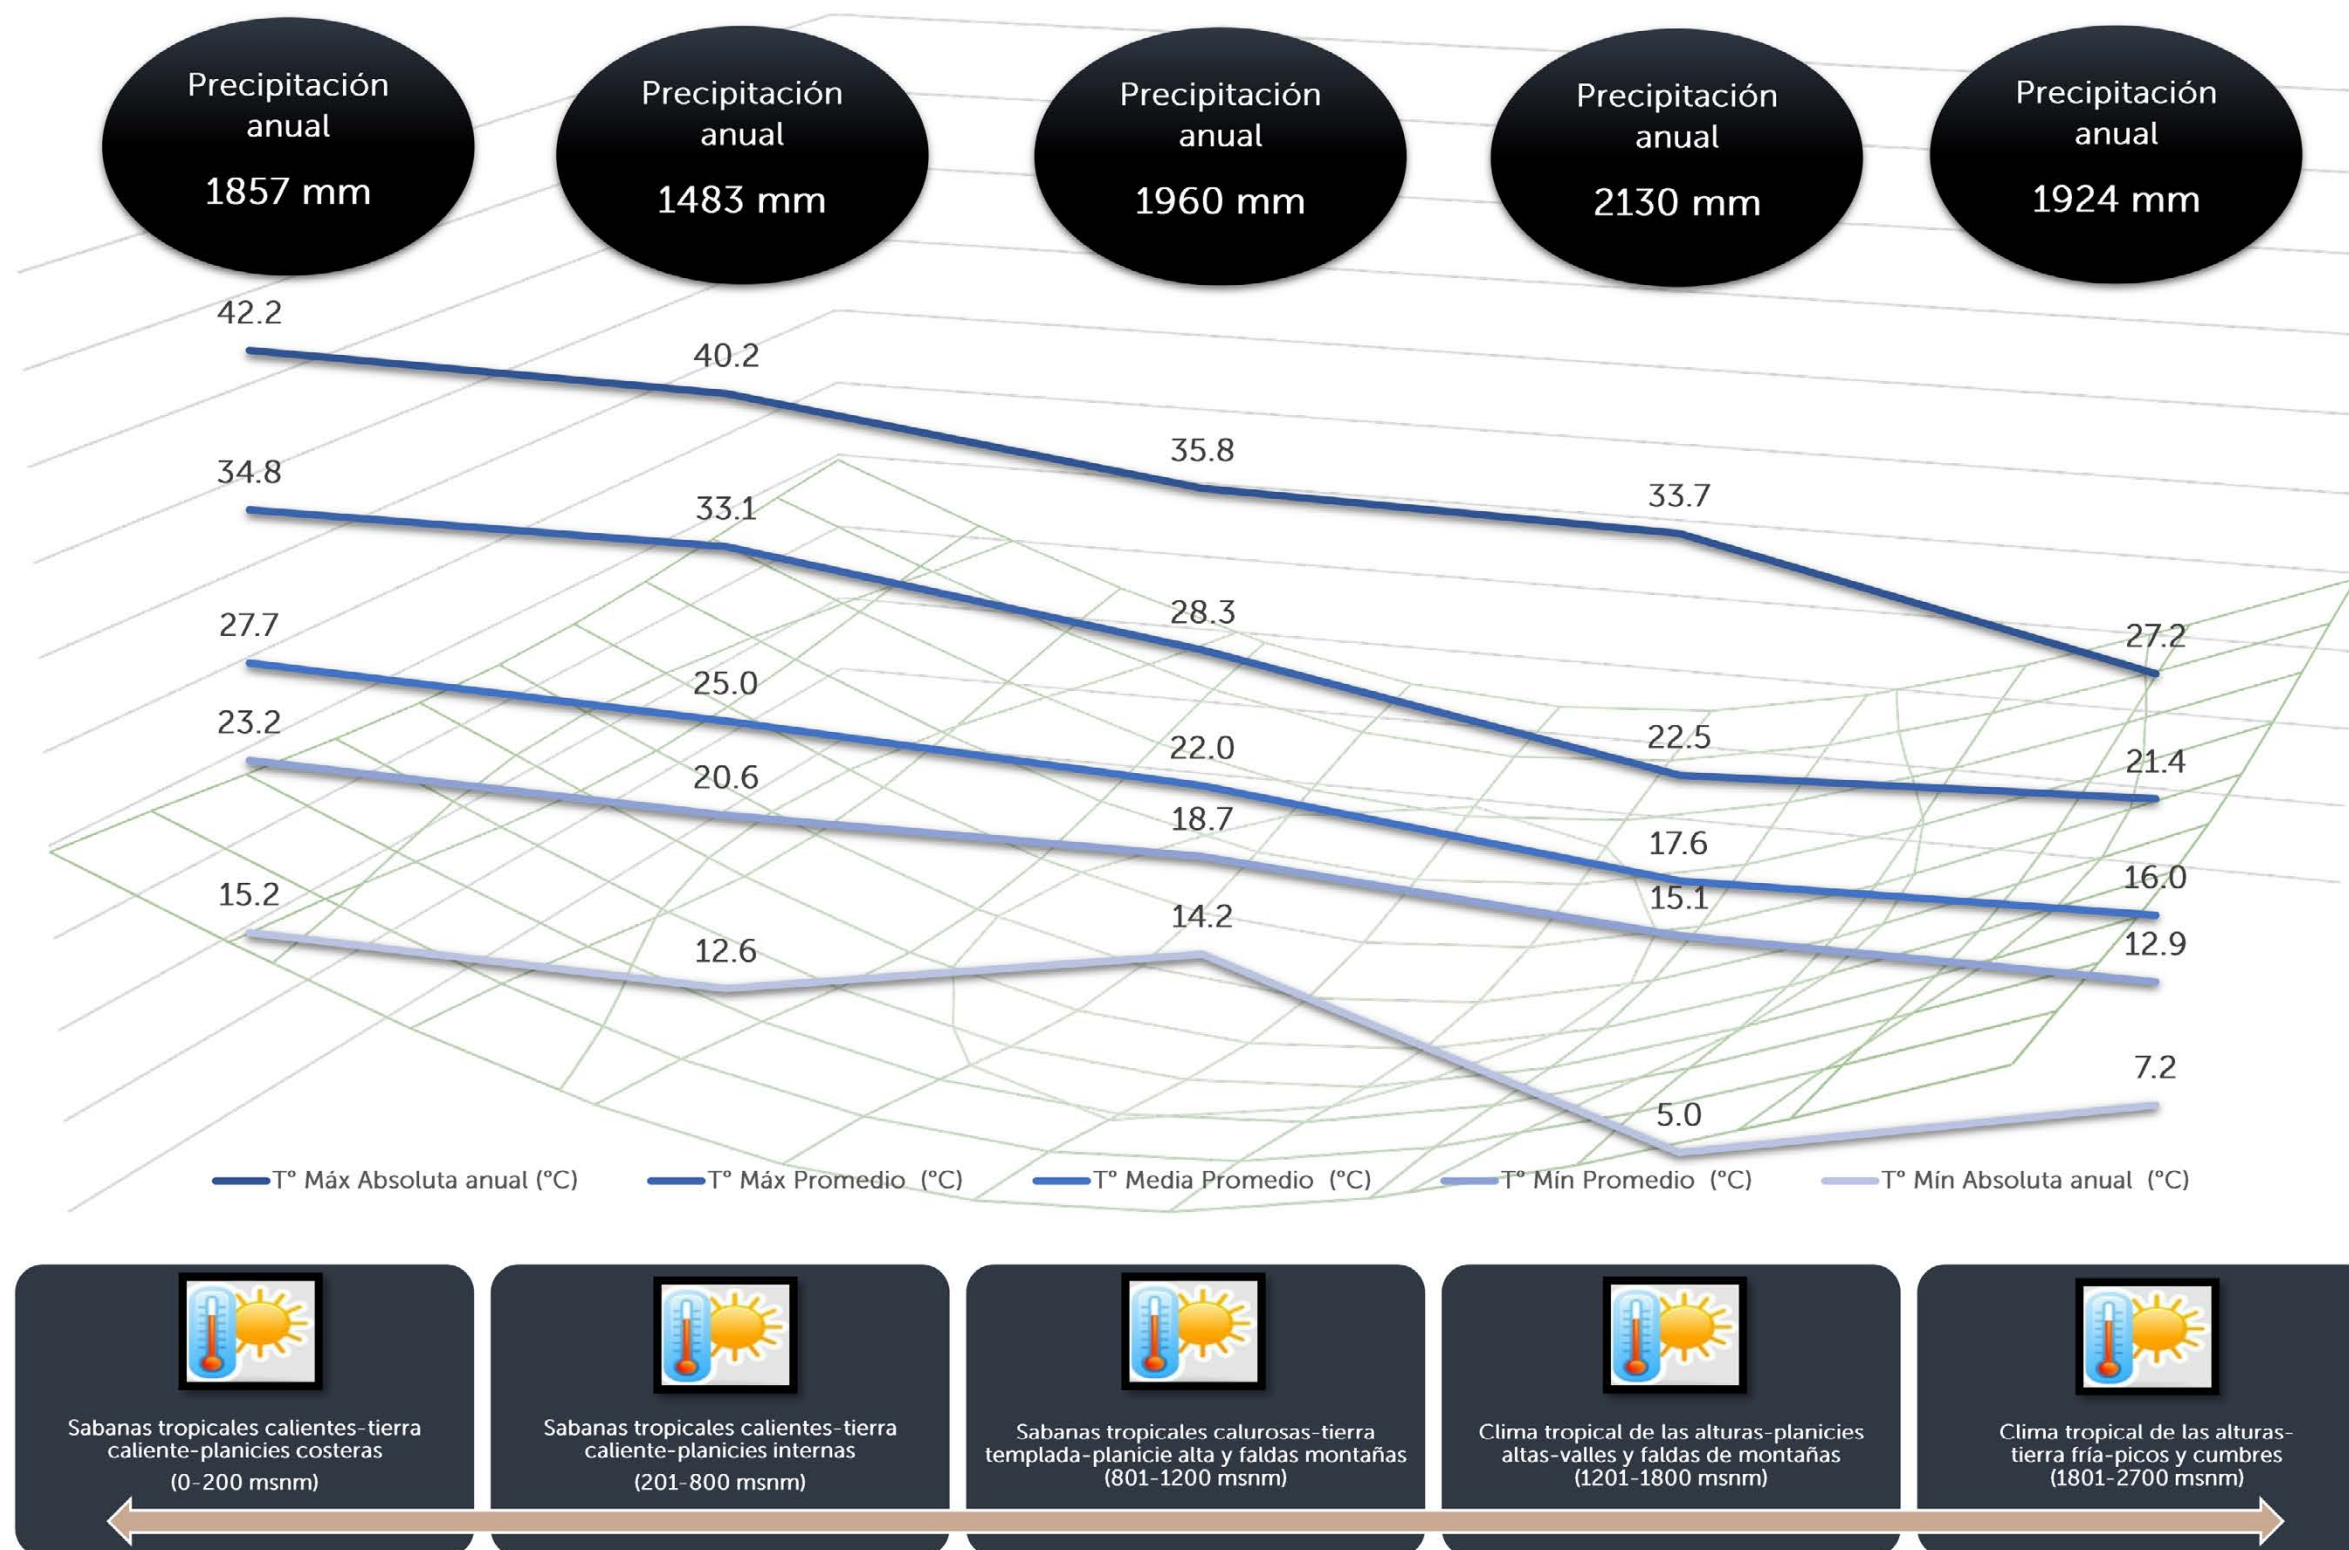 Precipitación
anual
1857 mm
Precipitación
anual
1483 mm
Precipitación
anual
1960 mm
Precipitación
anual
2130 mm
Precipitación
anual
1924 mm
42.2
40.2
35.8
33.7
27.2
34.8
33.1
28.3
22.5
21.4
27.7
25.0
22.0
17.6
16.0
23.2
20.6
18.7
15.1
12.9
15.2
12.6
14.2
5.0
7.2
T° Máx Absoluta anual (°C)
T° Máx Promedio (°C)
T° Media Promedio (°C)
T° Mín Promedio (°C)
T° Mín Absoluta anual (°C)
Sabanas tropicales calientes-tierra
caliente-planicies costeras
(0-200 msnm)
Sabanas tropicales calientes-tierra
caliente-planicies internas
(201-800 msnm)
Sabanas tropicales calurosas-tierra
templada-planicie alta y faldas montañas
(801-1200 msnm)
Clima tropical de las alturas-planicies
altas-valles y faldas de montañas
(1201-1800 msnm)
Clima tropical de las alturas-
tierra fría-picos y cumbres
(1801-2700 msnm)